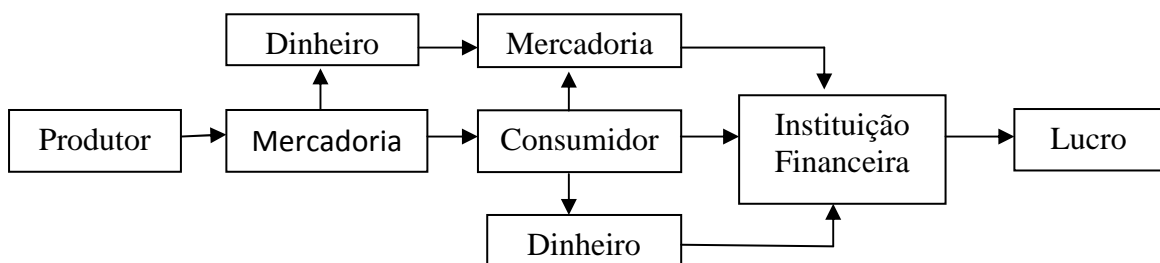 Dinheiro
Mercadoria
Produtor
Mercadoria
Consumidor
Instituição
Financeira
Lucro
Dinheiro